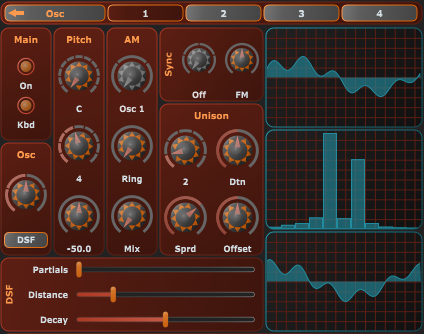 Osc 1 2 3 4
Main Pitch AM Sync
On C Osc 1 Off FM
Kbd
Unison
Osc 4 Ring 2 Dtn
DSF -50.0 Mix Sprd Offset
DSF
Partials
Distance
Decay